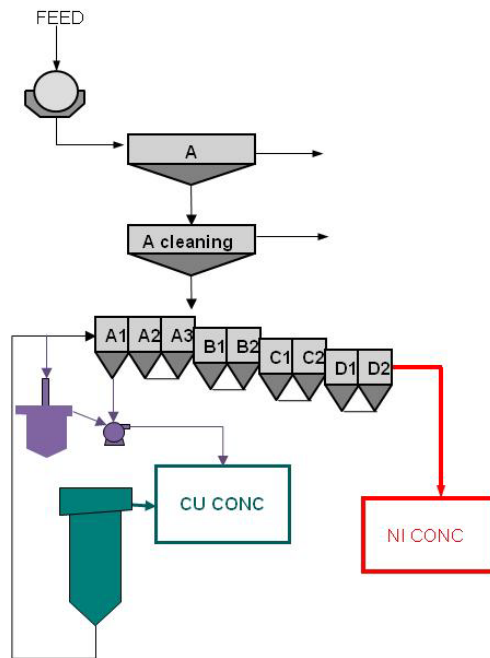 FEED
A
A cleaning
A1 A2 A3
B1 B2
C1 C2
D1 D2
CU CONC
NI CONC